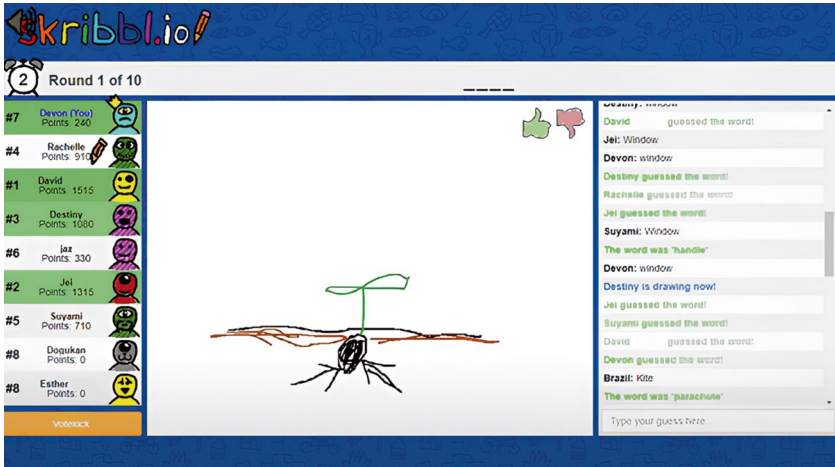 skribbl.io
2
Round 1 of 10
____
#7 Devon (You)
Points: 240
#4 Rachelle
Points: 910
#1 David
Points: 1515
#3 Destiny
Points: 1080
#6 jaz
Points: 330
#2 Jei
Points: 1315
#5 Suyami
Points: 710
#8 Dogukan
Points: 0
#8 Esther
Points: 0
Votekick
Destiny: window
David guessed the word!
Jei: Window
Devon: window
Destiny guessed the word!
Rachelle guessed the word!
Jei guessed the word!
Suyami: Window
The word was 'handle'
Devon: window
Destiny is drawing now!
Jei guessed the word!
Suyami guessed the word!
David guessed the word!
Devon guessed the word!
Brazil: Kite
The word was 'parachute'
Type your guess here...